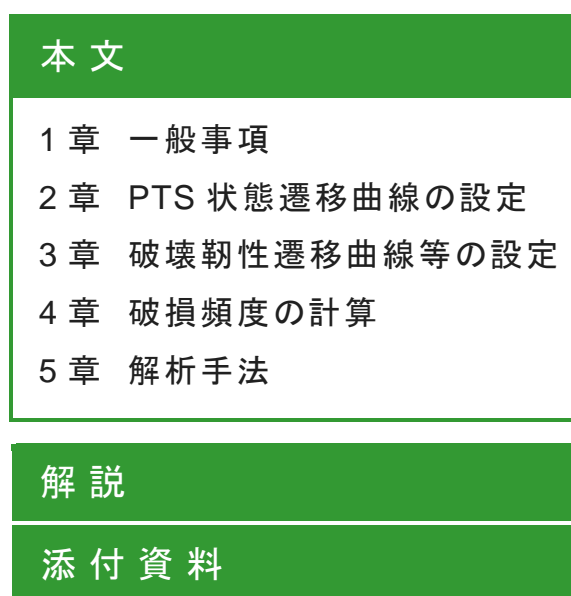 本文
1章 一般事項
2章 PTS状態遷移曲線の設定
3章 破壊靭性遷移曲線等の設定
4章 破損頻度の計算
5章 解析手法
解説
添付資料